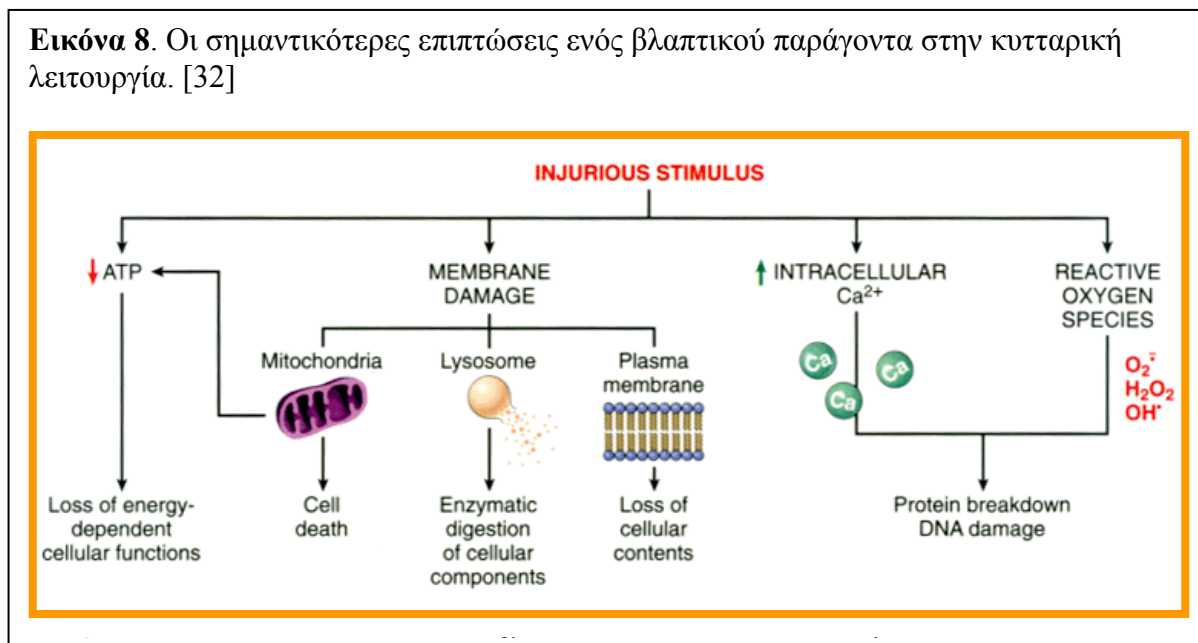 Εικόνα 8. Οι σημαντικότερες επιπτώσεις ενός βλαπτικού παράγοντα στην κυτταρική
λειτουργία. [32]
INJURIOUS STIMULUS
↓ ATP
MEMBRANE
DAMAGE
↑ INTRACELLULAR
Ca²⁺
REACTIVE
OXYGEN
SPECIES
Mitochondria
Lysosome
Plasma
membrane
Ca
Ca
Ca
O₂⨪
H₂O₂
OH•
Loss of energy-
dependent
cellular functions
Cell
death
Enzymatic
digestion
of cellular
components
Loss of
cellular
contents
Protein breakdown
DNA damage